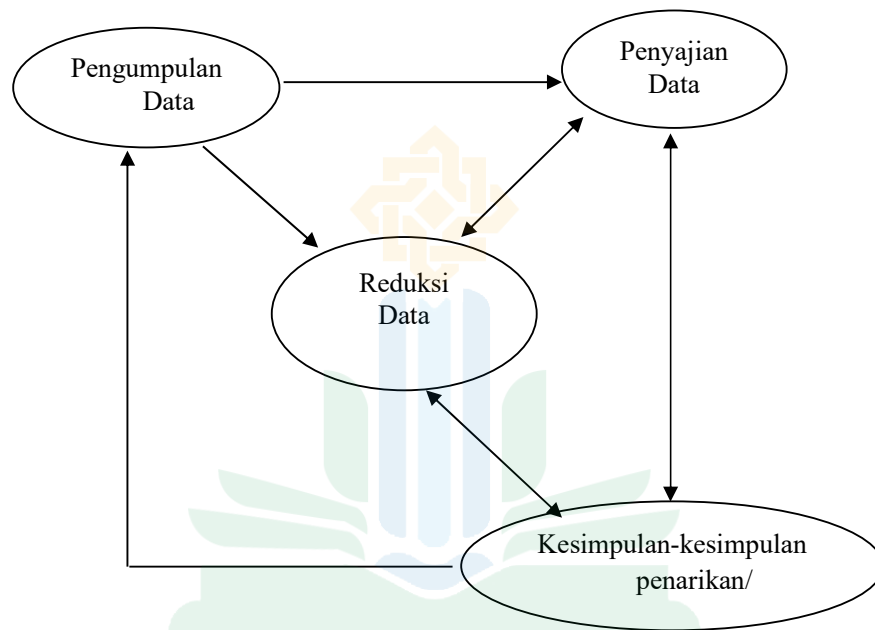 Pengumpulan
Data
Penyajian
Data
Reduksi
Data
Kesimpulan-kesimpulan
penarikan/